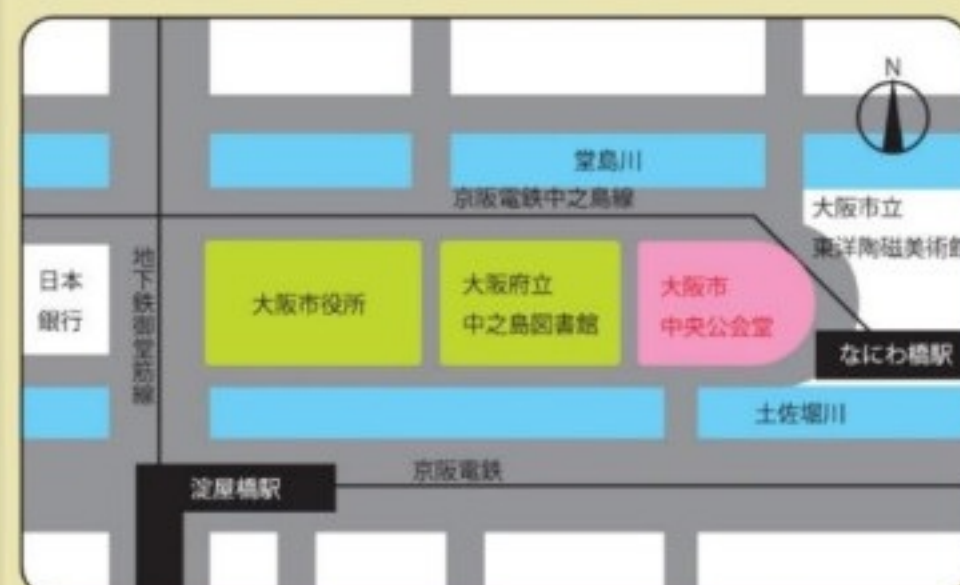 N
堂島川
京阪電鉄中之島線
大阪市立
東洋陶磁美術館
地下鉄御堂筋線
日本
銀行
大阪市役所
大阪府立
中之島図書館
大阪市
中央公会堂
なにわ橋駅
土佐堀川
京阪電鉄
淀屋橋駅